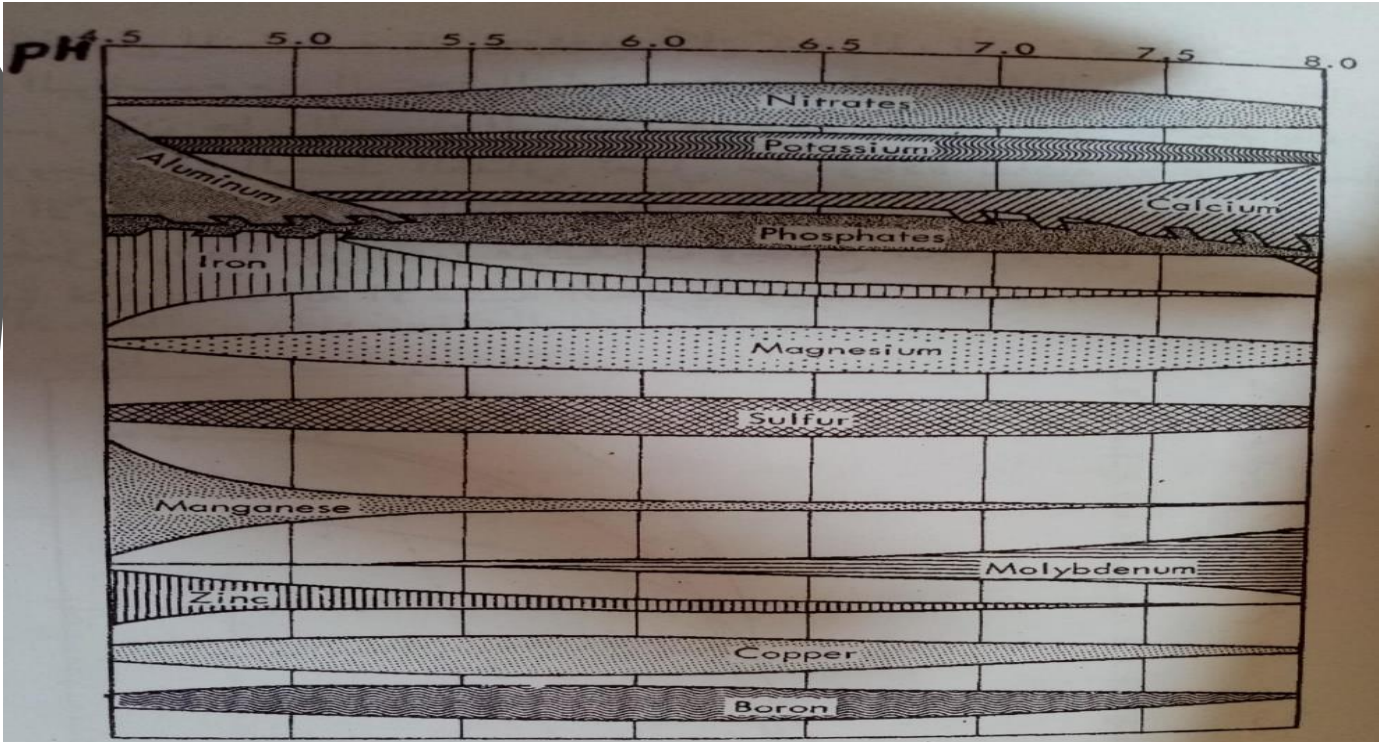 pH 4.5 5.0 5.5 6.0 6.5 7.0 7.5 8.0
Nitrates
Potassium
Aluminum
Calcium
Phosphates
Iron
Magnesium
Sulfur
Manganese
Molybdenum
Zinc
Copper
Boron